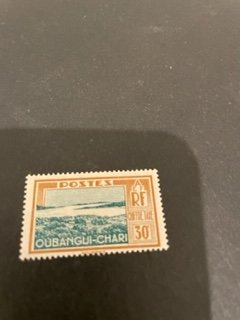 POSTES
RF
CHIFFRE TAXE
30c
OUBANGUI-CHARI